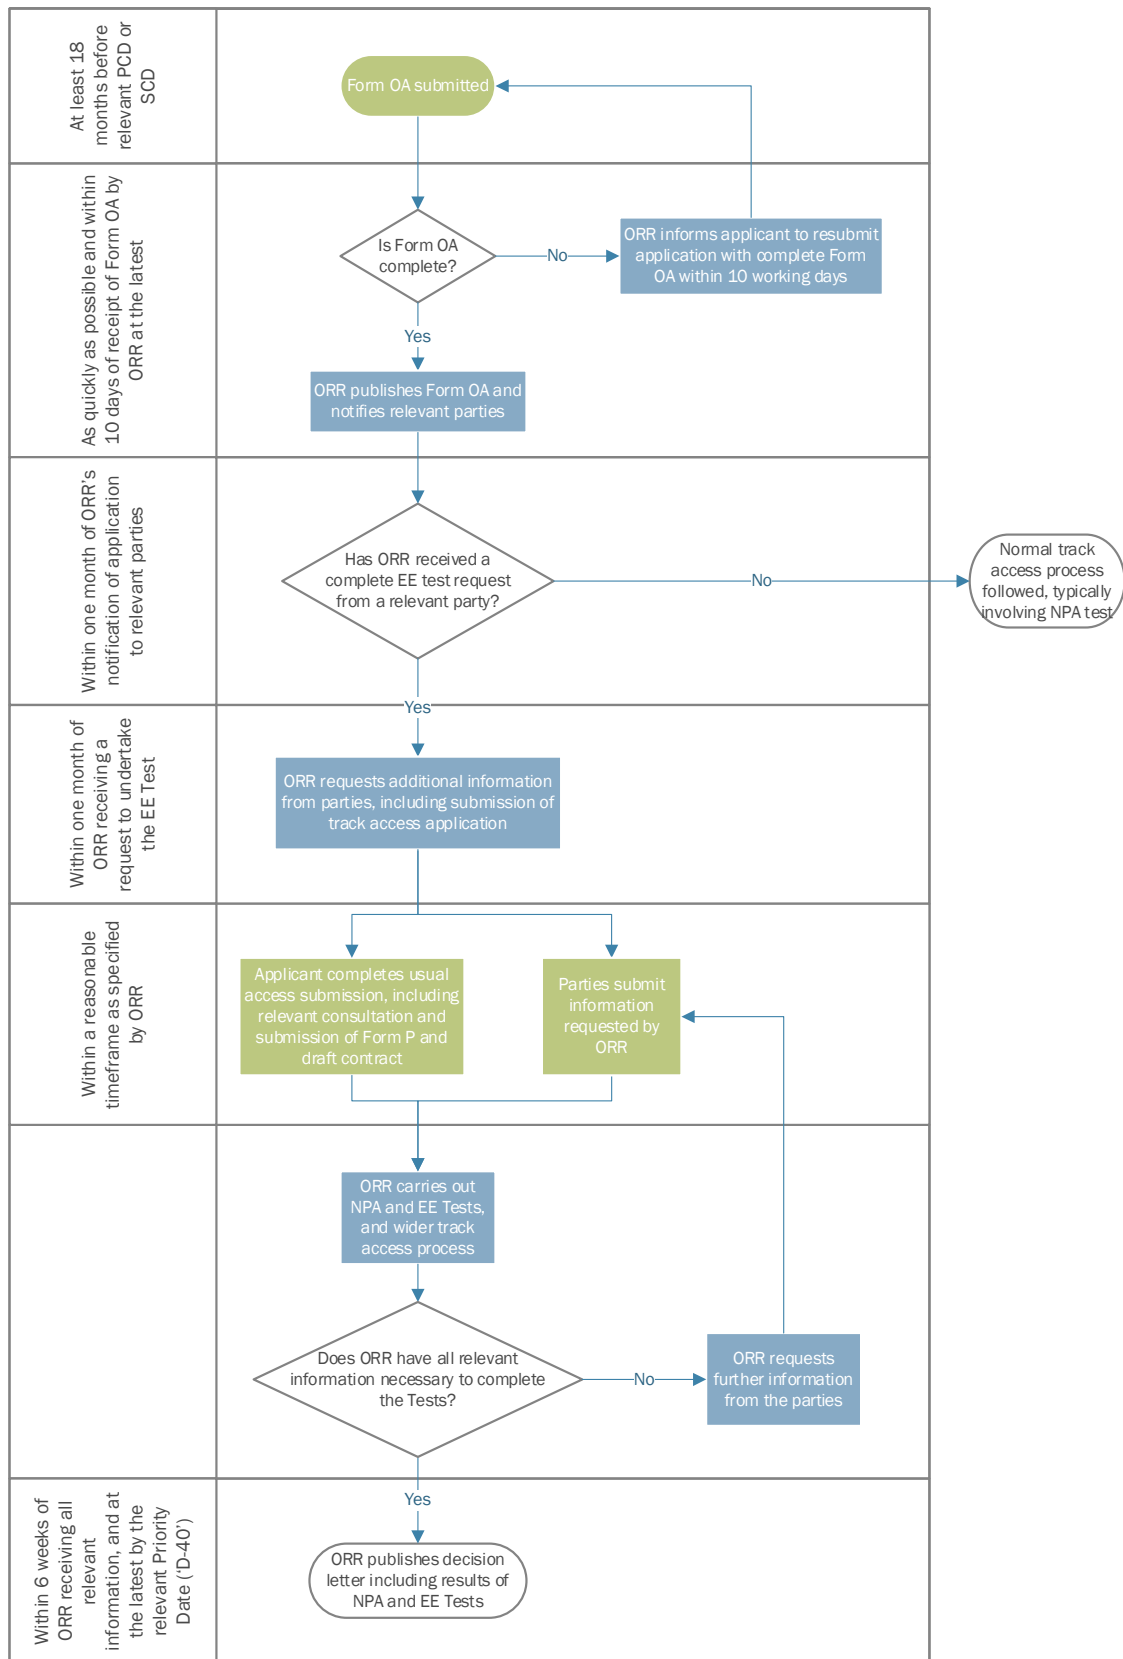 At least 18
months before
relevant PCD or
SCD
Form OA submitted
As quickly as possible and within
10 days of receipt of Form OA by
ORR at the latest
Is Form OA
complete?
No
ORR informs applicant to resubmit
application with complete Form
OA within 10 working days
Yes
ORR publishes Form OA and
notifies relevant parties
Within one month of ORR's
notification of application
to relevant parties
Has ORR received a
complete EE test request
from a relevant party?
No
Normal track
access process
followed, typically
involving NPA test
Yes
Within one month of
ORR receiving a
request to undertake
the EE Test
ORR requests additional information
from parties, including submission of
track access application
Within a reasonable
timeframe as specified
by ORR
Applicant completes usual
access submission, including
relevant consultation and
submission of Form P and
draft contract
Parties submit
information
requested by
ORR
ORR carries out
NPA and EE Tests,
and wider track
access process
Does ORR have all relevant
information necessary to complete
the Tests?
No
ORR requests
further information
from the parties
Yes
Within 6 weeks of
ORR receiving all
relevant
information, and at
the latest by the
relevant Priority
Date ('D-40')
ORR publishes decision
letter including results of
NPA and EE Tests